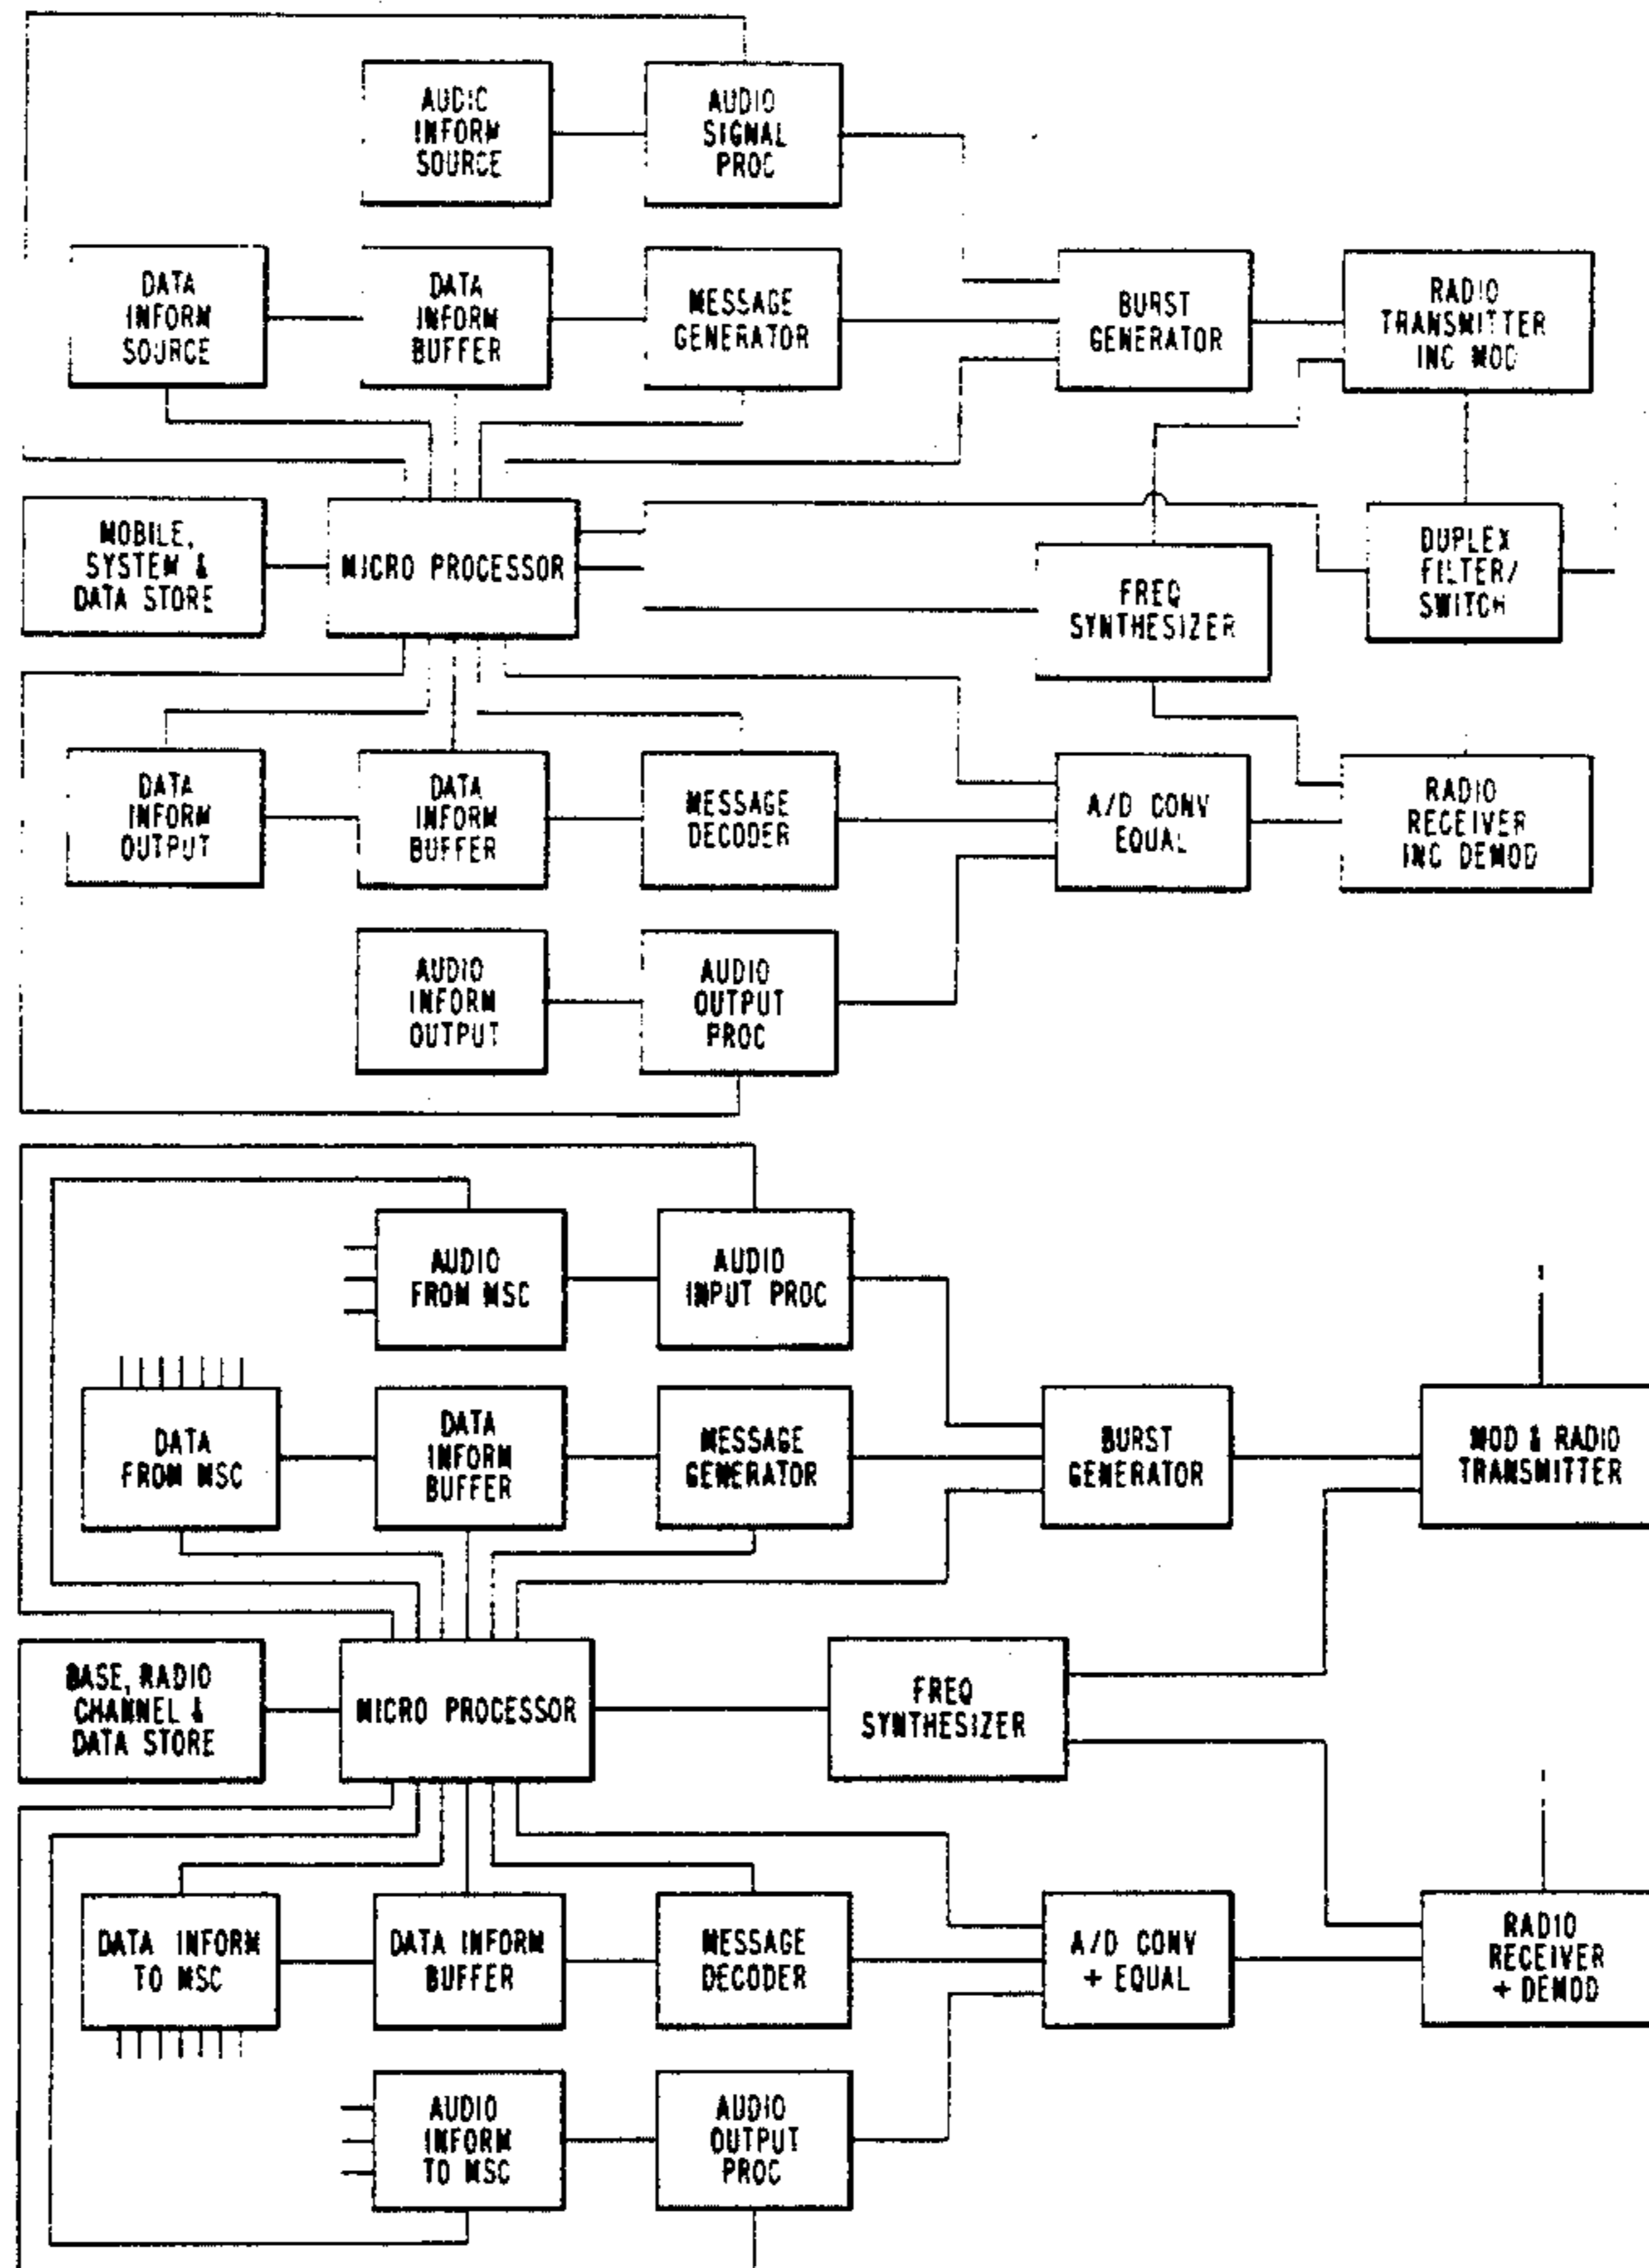 AUDIO
INFORM
SOURCE
AUDIO
SIGNAL
PROC
DATA
INFORM
SOURCE
DATA
INFORM
BUFFER
MESSAGE
GENERATOR
BURST
GENERATOR
RADIO
TRANSMITTER
INC MOD
MOBILE,
SYSTEM &
DATA STORE
MICRO PROCESSOR
FREQ
SYNTHESIZER
DUPLEX
FILTER/
SWITCH
DATA
INFORM
OUTPUT
DATA
INFORM
BUFFER
MESSAGE
DECODER
A/D CONV
EQUAL
RADIO
RECEIVER
INC DEMOD
AUDIO
INFORM
OUTPUT
AUDIO
OUTPUT
PROC
AUDIO
FROM MSC
AUDIO
INPUT PROC
DATA
FROM MSC
DATA
INFORM
BUFFER
MESSAGE
GENERATOR
BURST
GENERATOR
MOD & RADIO
TRANSMITTER
BASE, RADIO
CHANNEL &
DATA STORE
MICRO PROCESSOR
FREQ
SYNTHESIZER
DATA INFORM
TO MSC
DATA INFORM
BUFFER
MESSAGE
DECODER
A/D CONV
+ EQUAL
RADIO
RECEIVER
+ DEMOD
AUDIO
INFORM
TO MSC
AUDIO
OUTPUT
PROC